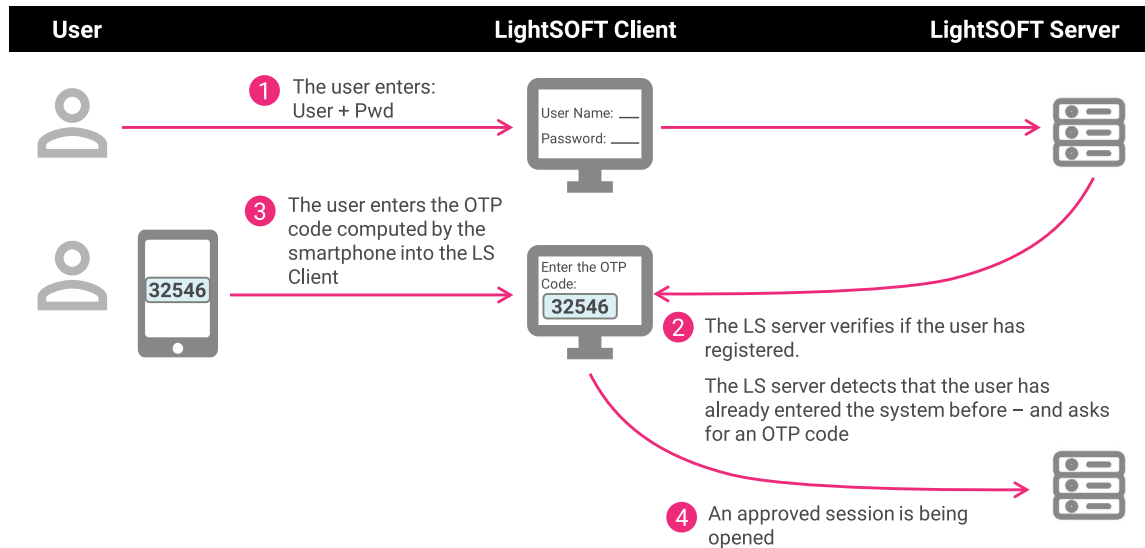 User
LightSOFT Client
LightSOFT Server
1
The user enters:
User + Pwd
User Name: __
Password: ___
3
The user enters the OTP
code computed by the
smartphone into the LS
Client
32546
Enter the OTP
Code:
32546
2
The LS server verifies if the user has
registered.
The LS server detects that the user has
already entered the system before – and asks
for an OTP code
4
An approved session is being
opened